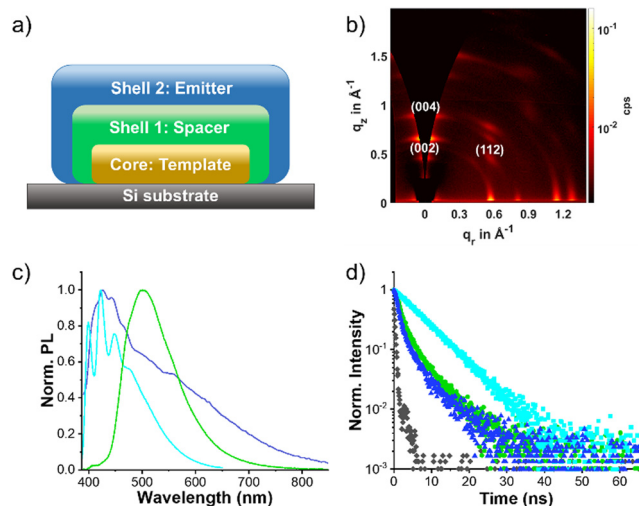 a)
Shell 2: Emitter
Shell 1: Spacer
Core: Template
Si substrate
b)
q_z in Å⁻¹
1.5
1
0.5
0
(004)
(002)
(112)
0 0.3 0.6 0.9 1.2
q_r in Å⁻¹
10⁻¹
10⁻²
cps
c)
Norm. PL
1.0
0.8
0.6
0.4
0.2
0.0
400 500 600 700 800
Wavelength (nm)
d)
Norm. Intensity
1
10⁻¹
10⁻²
10⁻³
0 10 20 30 40 50 60
Time (ns)